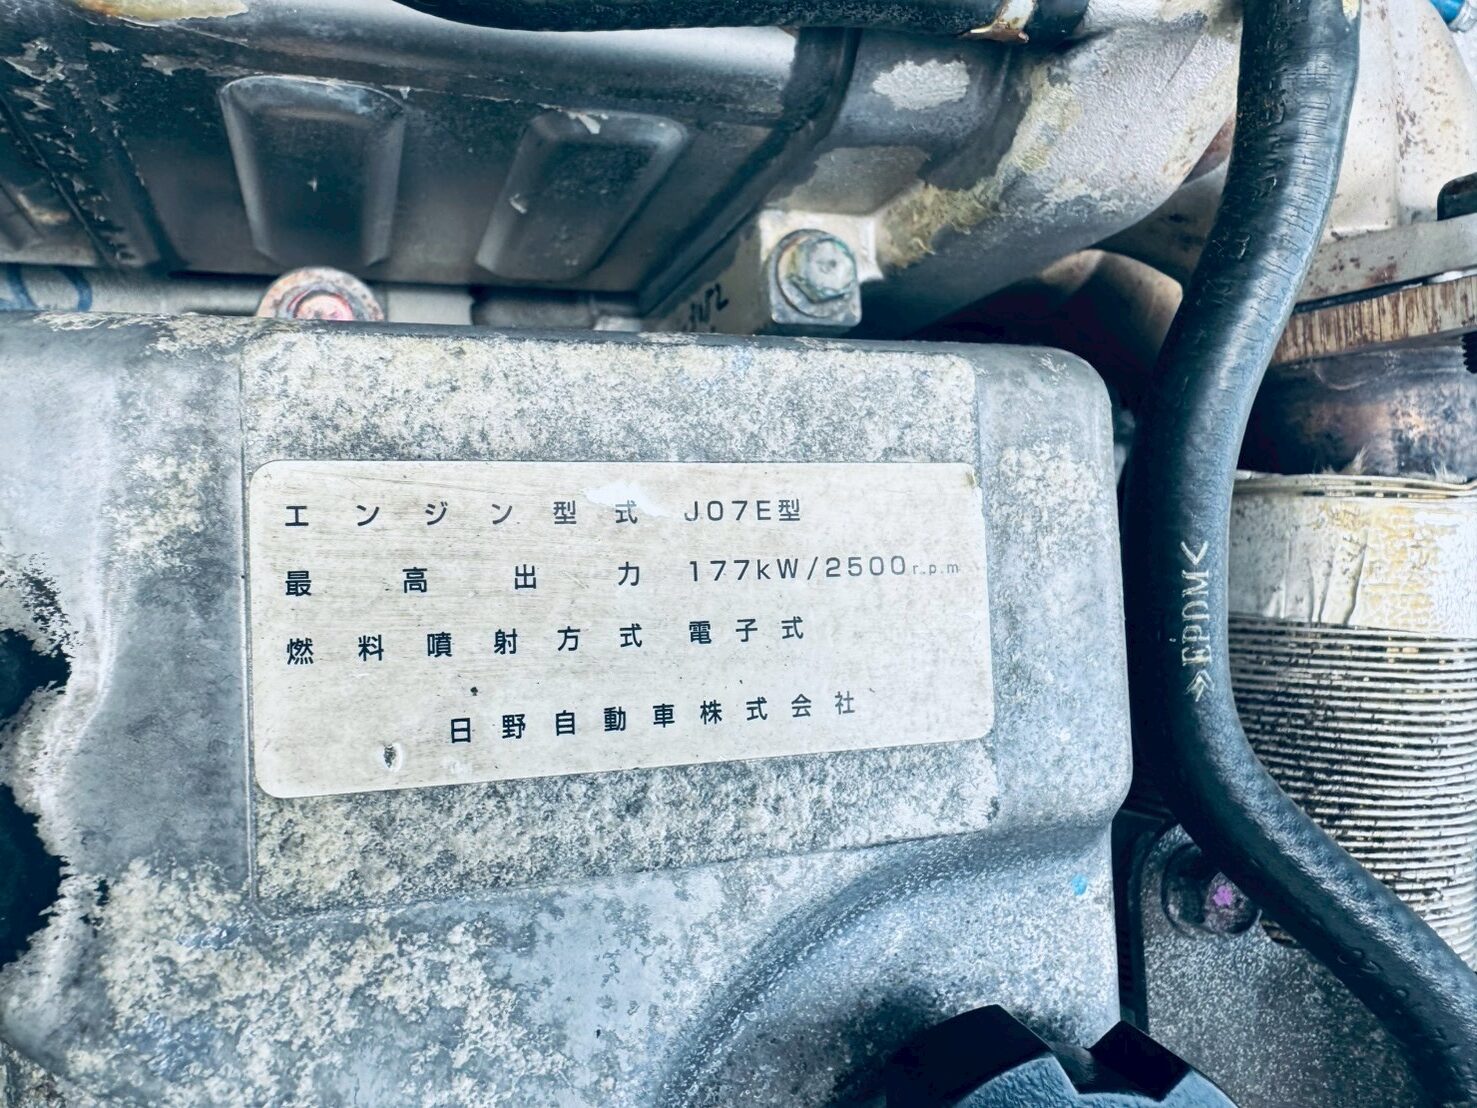 エンジン型式 J07E型
最高出力 177kW/2500r.p.m
燃料噴射方式 電子式
日野自動車株式会社
>EPDM<